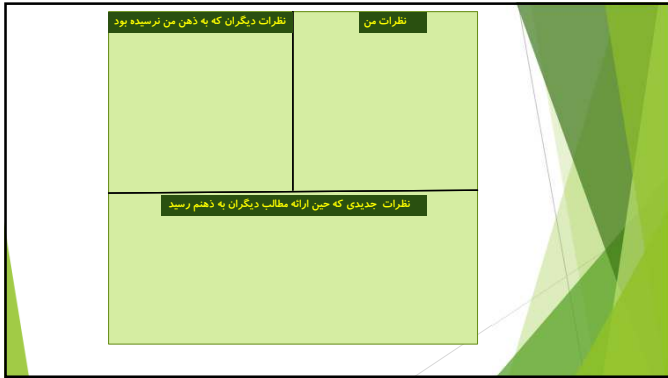 نظرات من
نظرات دیگران که به ذهن من نرسیده بود
نظرات جدیدی که حین ارائه مطالب دیگران به ذهنم رسید